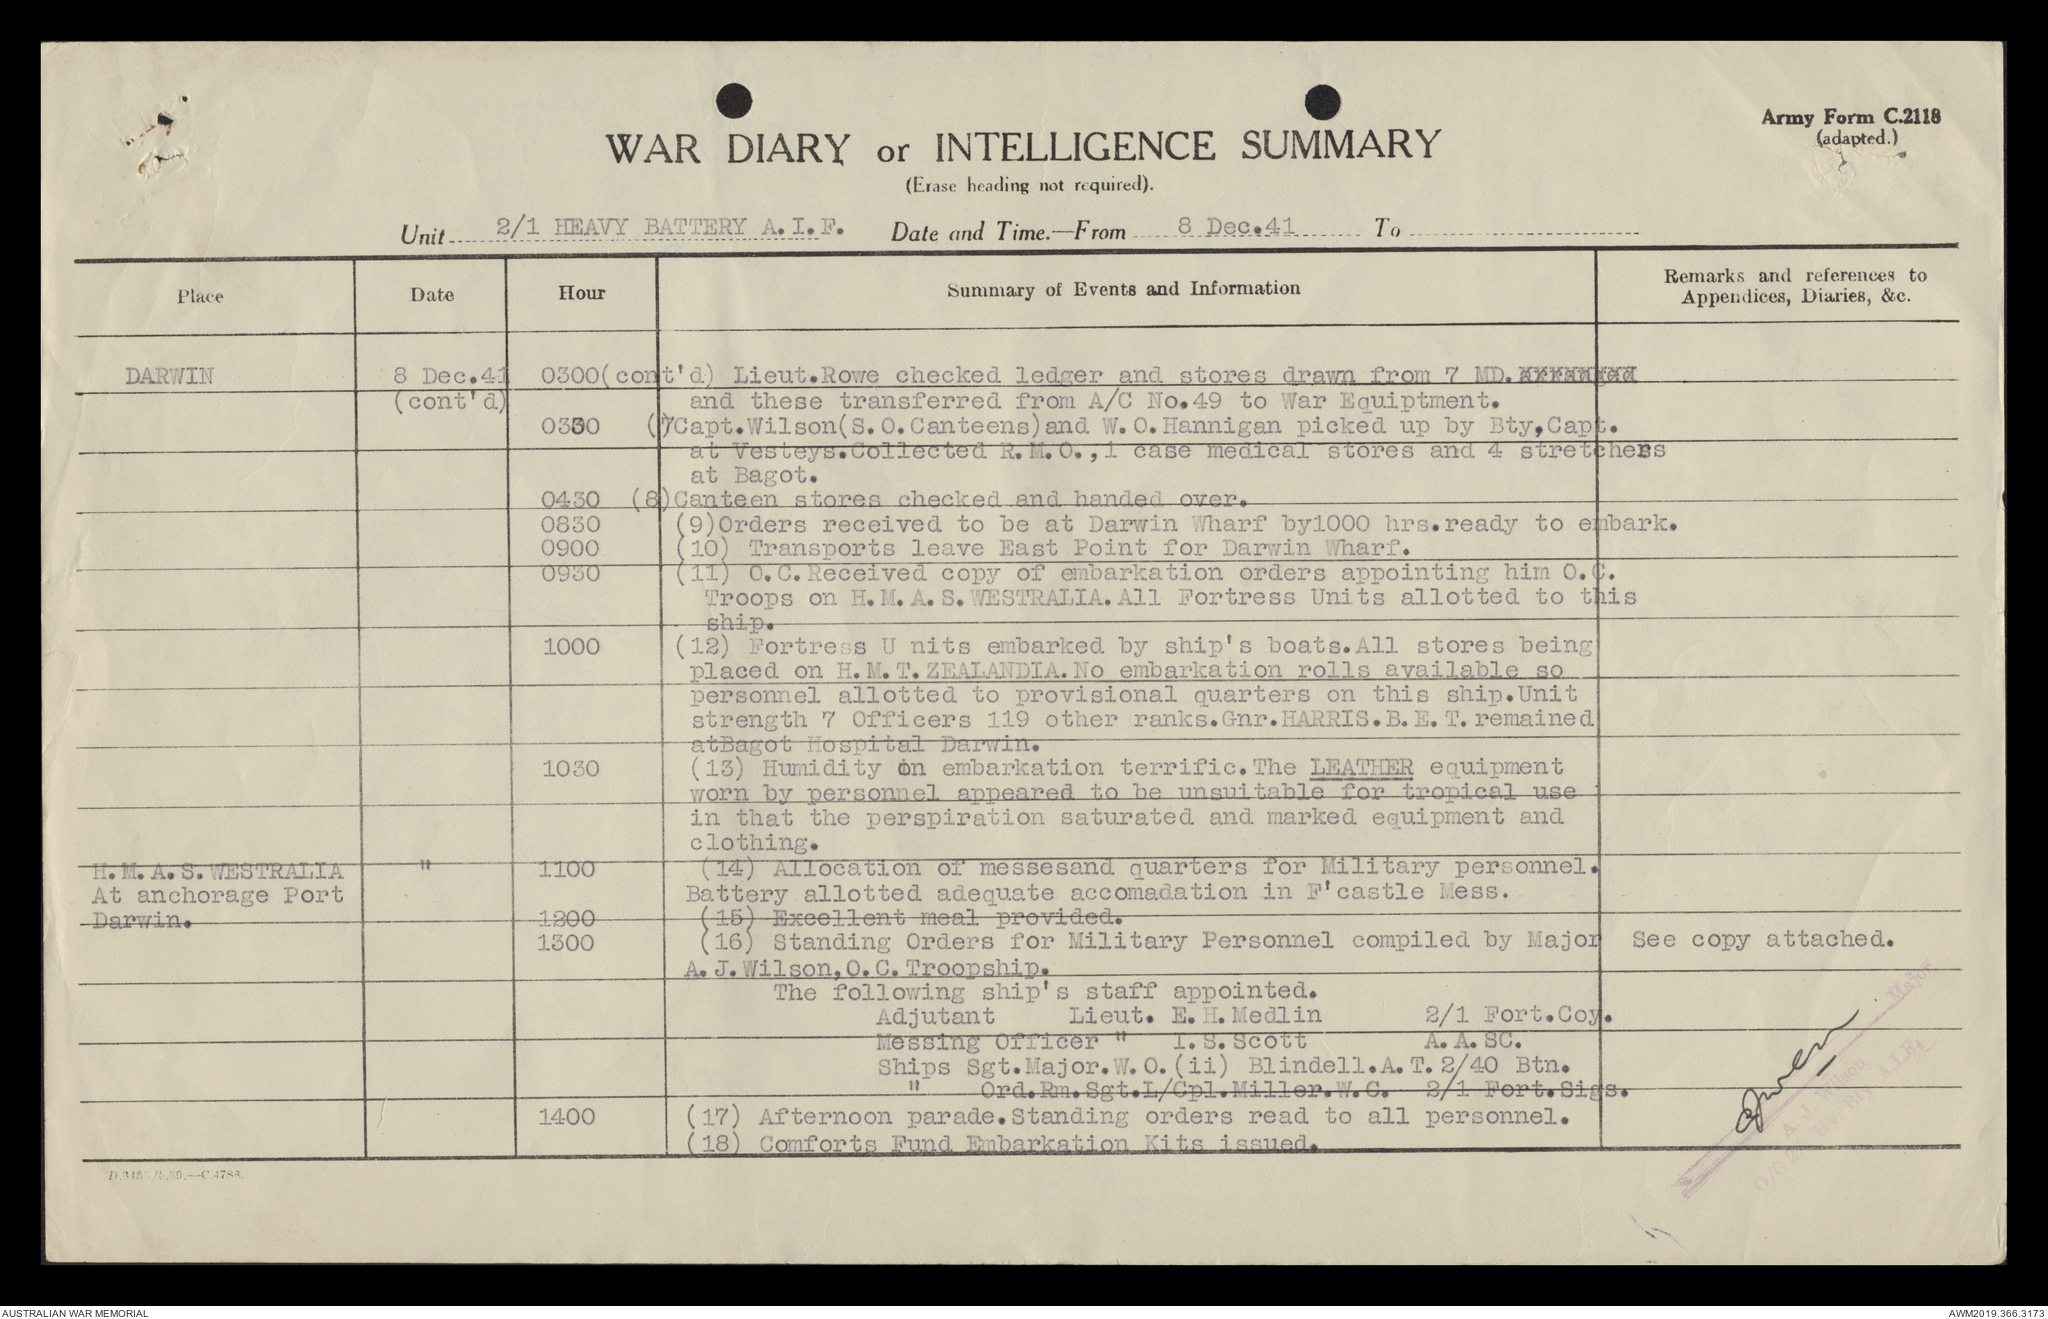 Army Form C.2118
(adapted.)
WAR DIARY or INTELLIGENCE SUMMARY
(Erase heading not required).
Unit 2/1 HEAVY BATTERY A.I.F. Date and Time.—From 8 Dec.41 To
Place Date Hour Summary of Events and Information Remarks and references to Appendices, Diaries, &c.
DARWIN 8 Dec.41 0300(cont'd) Lieut.Rowe checked ledger and stores drawn from 7 MD.
(cont'd) and these transferred from A/C No.49 to War Equiptment.
0330 (7)Capt.Wilson(S.O.Canteens)and W.O.Hannigan picked up by Bty,Capt.
at Vesteys.Collected R.M.O.,1 case medical stores and 4 stretchers
at Bagot.
0430 (8)Canteen stores checked and handed over.
0830 (9)Orders received to be at Darwin Wharf by1000 hrs.ready to embark.
0900 (10) Transports leave East Point for Darwin Wharf.
0930 (11) O.C.Received copy of embarkation orders appointing him O.C.
Troops on H.M.A.S.WESTRALIA.All Fortress Units allotted to this
ship.
1000 (12) Fortress U nits embarked by ship's boats.All stores being
placed on H.M.T.ZEALANDIA.No embarkation rolls available so
personnel allotted to provisional quarters on this ship.Unit
strength 7 Officers 119 other ranks.Gnr.HARRIS.B.E.T.remained
atBagot Hospital Darwin.
1030 (13) Humidity on embarkation terrific.The LEATHER equipment
worn by personnel appeared to be unsuitable for tropical use
in that the perspiration saturated and marked equipment and
clothing.
H.M.A.S.WESTRALIA " 1100 (14) Allocation of messesand quarters for Military personnel.
At anchorage Port Battery allotted adequate accomadation in F'castle Mess.
Darwin. 1200 (15) Excellent meal provided.
1300 (16) Standing Orders for Military Personnel compiled by Major See copy attached.
A.J.Wilson,O.C.Troopship.
The following ship's staff appointed.
Adjutant Lieut. E.H.Medlin 2/1 Fort.Coy.
Messing Officer " I.S.Scott A.A.SC.
Ships Sgt.Major.W.O.(ii) Blindell.A.T.2/40 Btn.
" Ord.Rm.Sgt.L/Cpl.Miller.W.C. 2/1 Fort.Sigs.
1400 (17) Afternoon parade.Standing orders read to all personnel.
(18) Comforts Fund Embarkation Kits issued.
Major
A.J Wilson
AUSTRALIAN WAR MEMORIAL AWM2019.366.3173